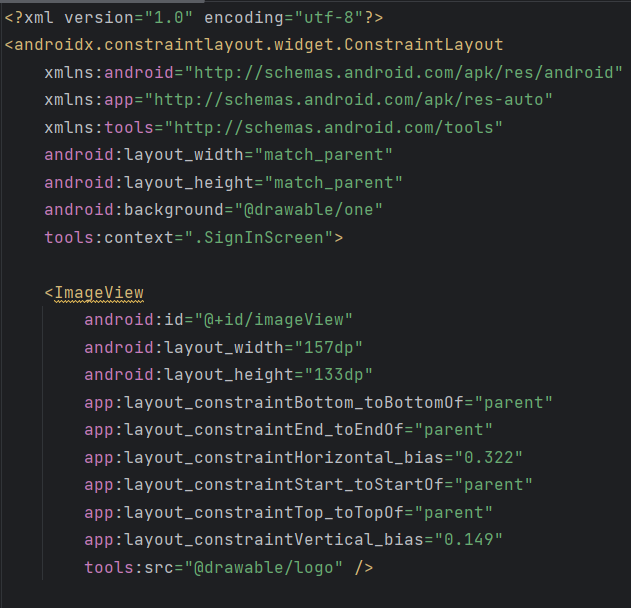 <?xml version="1.0" encoding="utf-8"?>
<androidx.constraintlayout.widget.ConstraintLayout
    xmlns:android="http://schemas.android.com/apk/res/android"
    xmlns:app="http://schemas.android.com/apk/res-auto"
    xmlns:tools="http://schemas.android.com/tools"
    android:layout_width="match_parent"
    android:layout_height="match_parent"
    android:background="@drawable/one"
    tools:context=".SignInScreen">

    <ImageView
        android:id="@+id/imageView"
        android:layout_width="157dp"
        android:layout_height="133dp"
        app:layout_constraintBottom_toBottomOf="parent"
        app:layout_constraintEnd_toEndOf="parent"
        app:layout_constraintHorizontal_bias="0.322"
        app:layout_constraintStart_toStartOf="parent"
        app:layout_constraintTop_toTopOf="parent"
        app:layout_constraintVertical_bias="0.149"
        tools:src="@drawable/logo" />